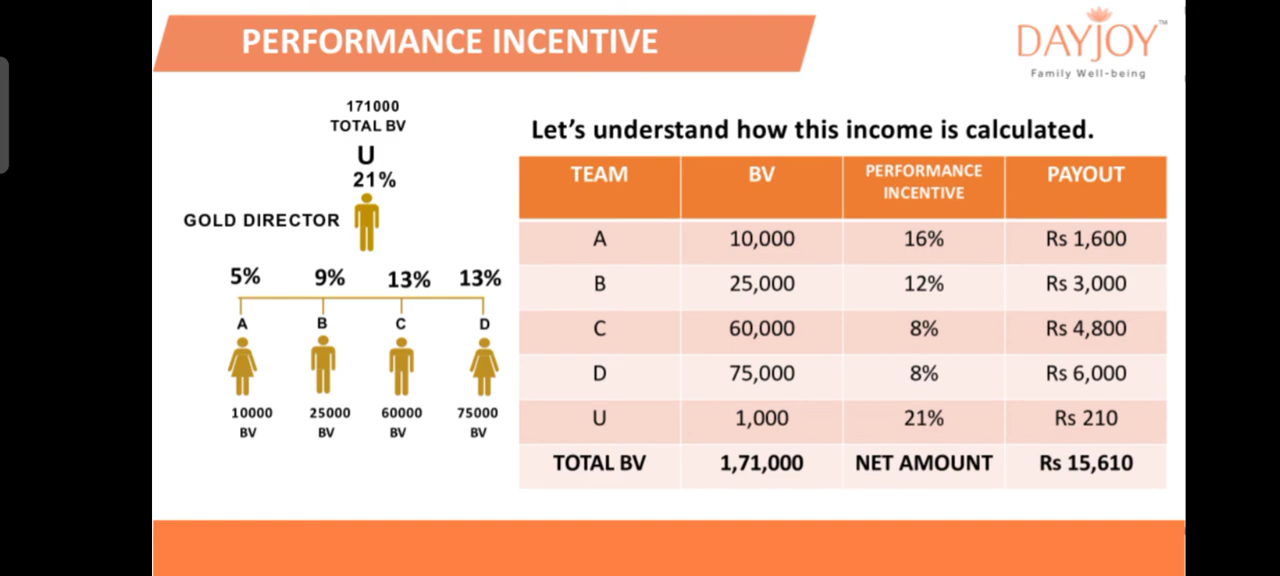 PERFORMANCE INCENTIVE
DAYJOY™
Family Well-being
171000
TOTAL BV
U
21%
GOLD DIRECTOR
5% 9% 13% 13%
A B C D
10000 25000 60000 75000
BV BV BV BV
Let's understand how this income is calculated.
TEAM BV PERFORMANCE INCENTIVE PAYOUT
A 10,000 16% Rs 1,600
B 25,000 12% Rs 3,000
C 60,000 8% Rs 4,800
D 75,000 8% Rs 6,000
U 1,000 21% Rs 210
TOTAL BV 1,71,000 NET AMOUNT Rs 15,610